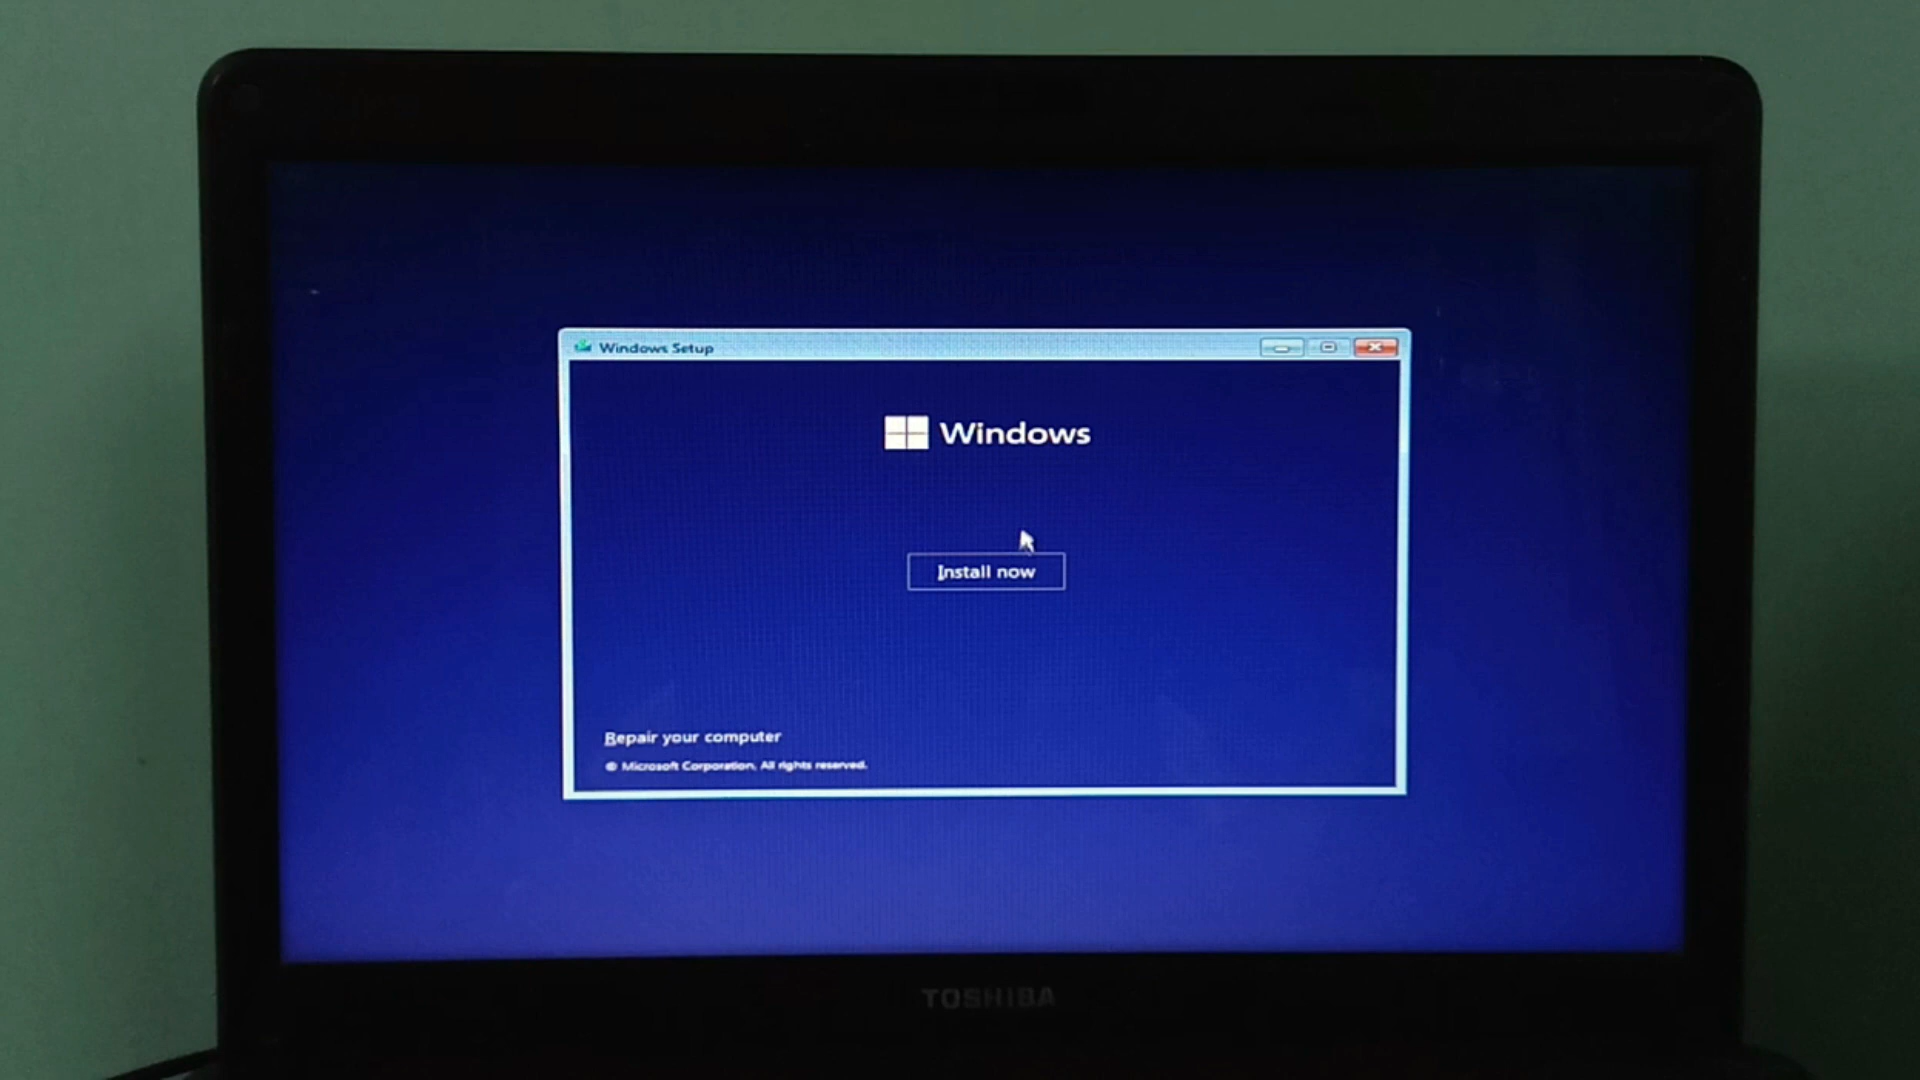 Windows Setup
Windows
Install now
Repair your computer
© Microsoft Corporation. All rights reserved.
TOSHIBA